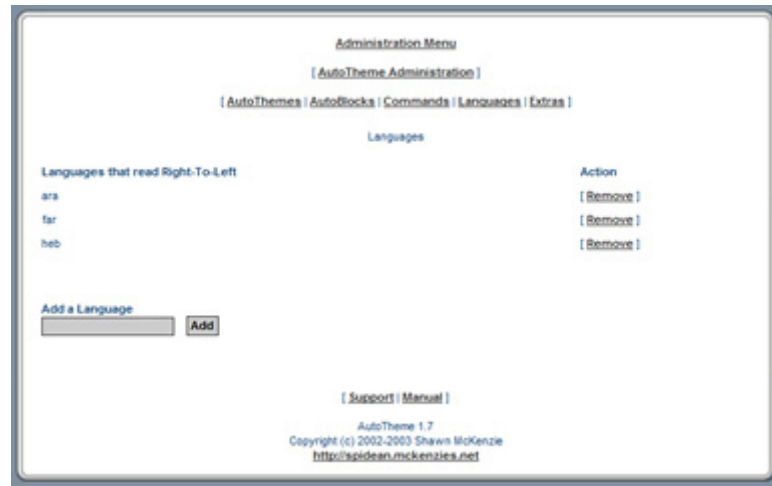 Administration Menu
[ AutoTheme Administration ]
[ AutoThemes | AutoBlocks | Commands | Languages | Extras ]
Languages
Languages that read Right-To-Left Action
ara [ Remove ]
far [ Remove ]
heb [ Remove ]
Add a Language
Add
[ Support | Manual ]
AutoTheme 1.7
Copyright (c) 2002-2003 Shawn McKenzie
http://spidean.mckenzies.net